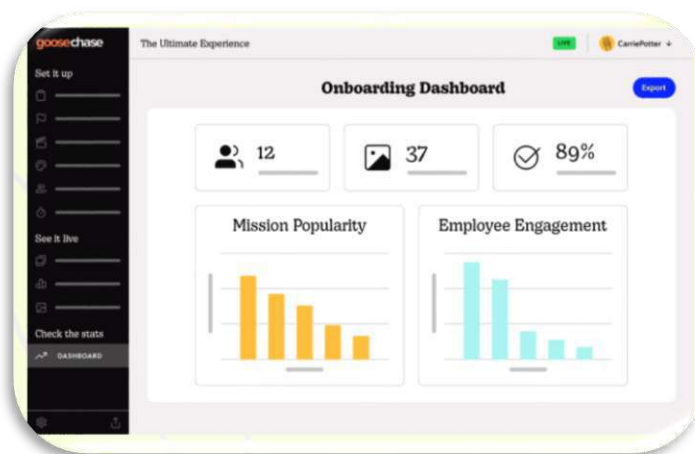 goosechase
The Ultimate Experience
LIVE
CarriePotter
Set it up
Onboarding Dashboard
Export
12
37
89%
See it live
Mission Popularity
Employee Engagement
Check the stats
DASHBOARD